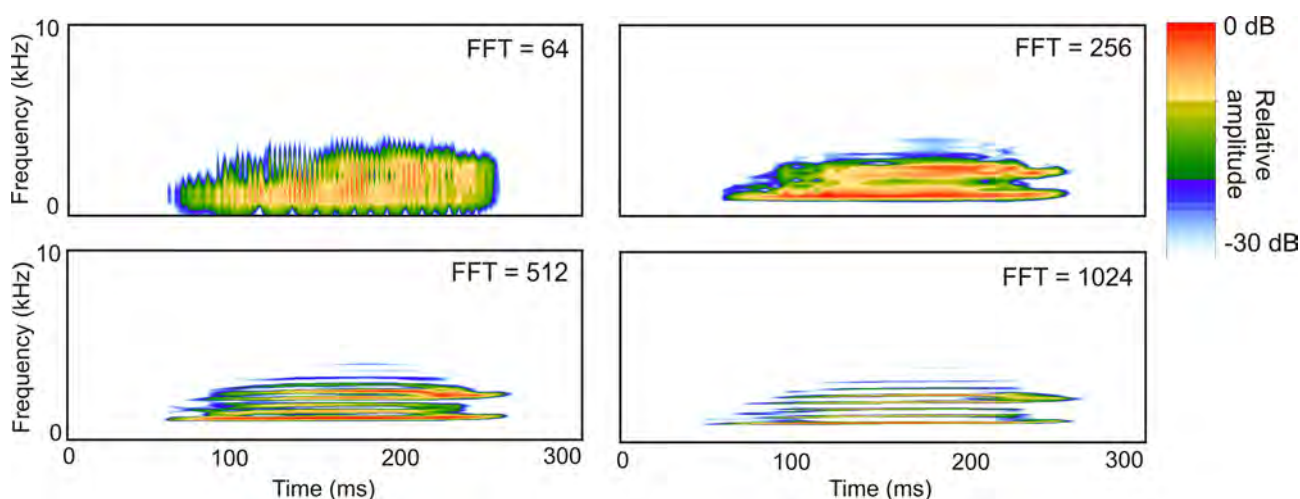 10
Frequency (kHz)
0
FFT = 64
FFT = 256
0 dB
Relative
amplitude
-30 dB
10
Frequency (kHz)
0
FFT = 512
FFT = 1024
0
100
200
300
Time (ms)
0
100
200
300
Time (ms)